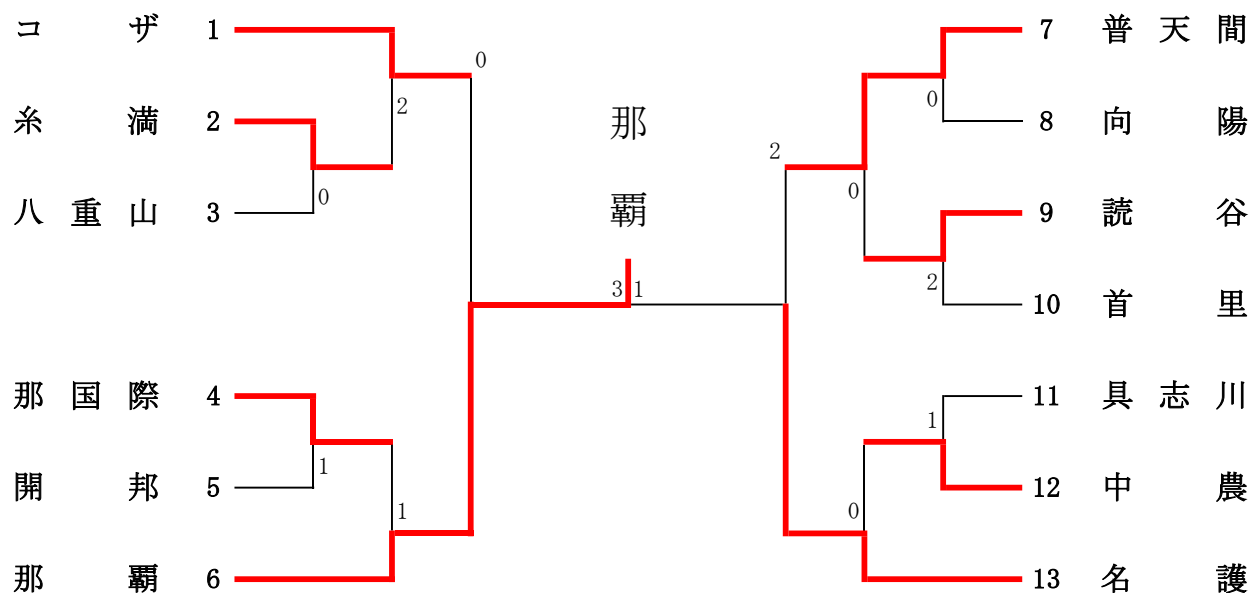 コザ 1
糸満 2
八重山 3
那国際 4
開邦 5
那覇 6
0
2
0
1
1
那覇
3 1
2
0
0
2
1
0
7 普天間
8 向陽
9 読谷
10 首里
11 具志川
12 中農
13 名護